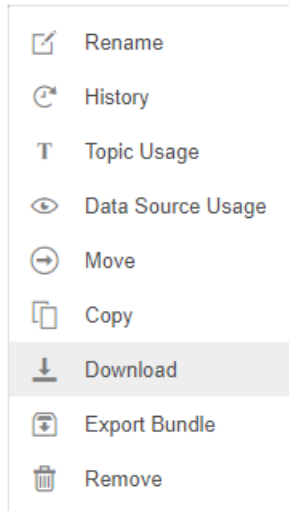 Rename
History
Topic Usage
Data Source Usage
Move
Copy
Download
Export Bundle
Remove